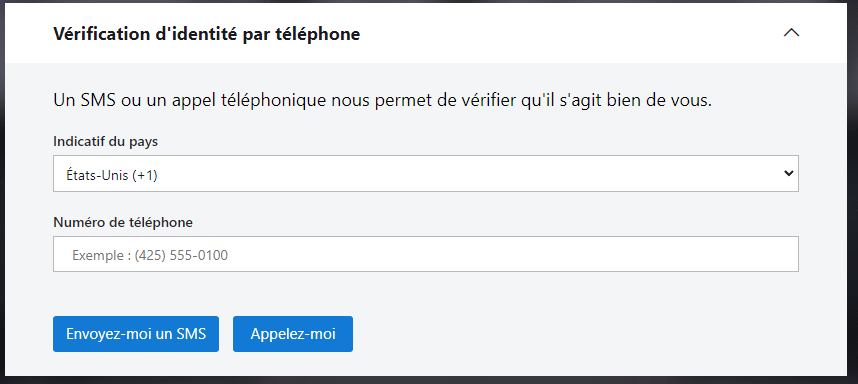 Vérification d'identité par téléphone
Un SMS ou un appel téléphonique nous permet de vérifier qu'il s'agit bien de vous.
Indicatif du pays
États-Unis (+1)
Numéro de téléphone
Exemple : (425) 555-0100
Envoyez-moi un SMS
Appelez-moi